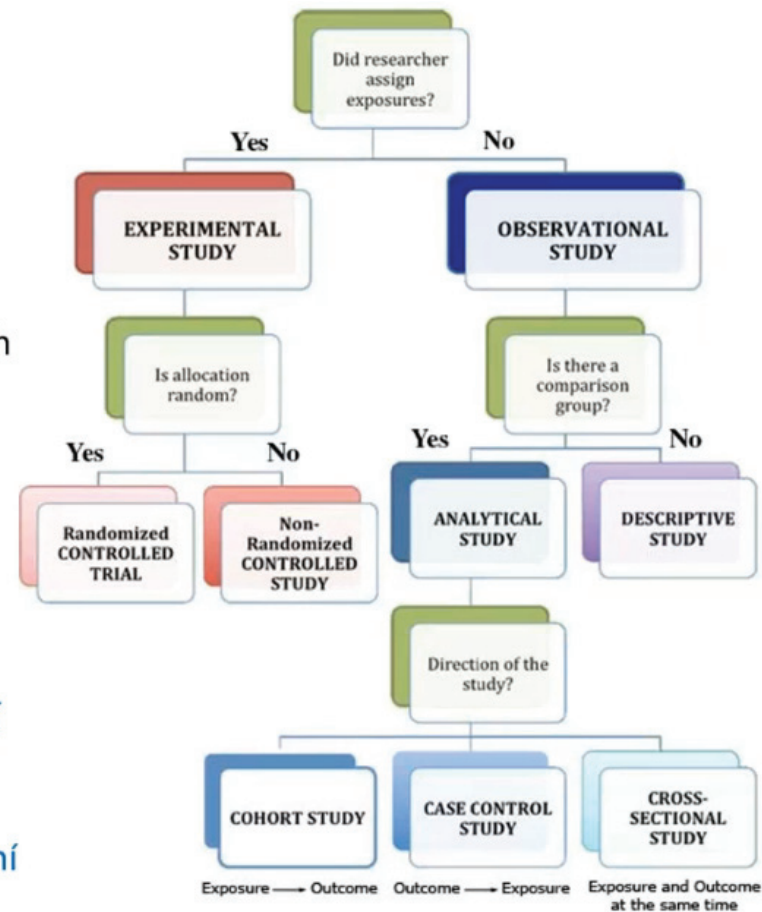 Did researcher
assign
exposures?
Yes
No
EXPERIMENTAL
STUDY
OBSERVATIONAL
STUDY
Is allocation
random?
Is there a
comparison
group?
Yes
No
Yes
No
Randomized
CONTROLLED
TRIAL
Non-
Randomized
CONTROLLED
STUDY
ANALYTICAL
STUDY
DESCRIPTIVE
STUDY
Direction of the
study?
COHORT STUDY
CASE CONTROL
STUDY
CROSS-
SECTIONAL
STUDY
Exposure → Outcome
Outcome → Exposure
Exposure and Outcome
at the same time